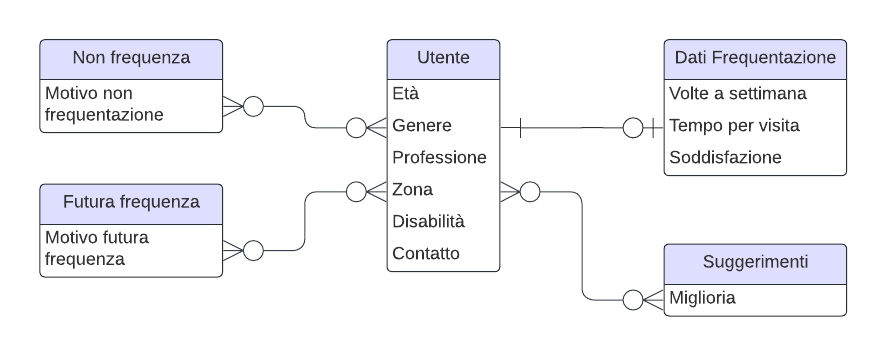 Non frequenza
Motivo non
frequentazione
Futura frequenza
Motivo futura
frequenza
Utente
Età
Genere
Professione
Zona
Disabilità
Contatto
Dati Frequentazione
Volte a settimana
Tempo per visita
Soddisfazione
Suggerimenti
Miglioria